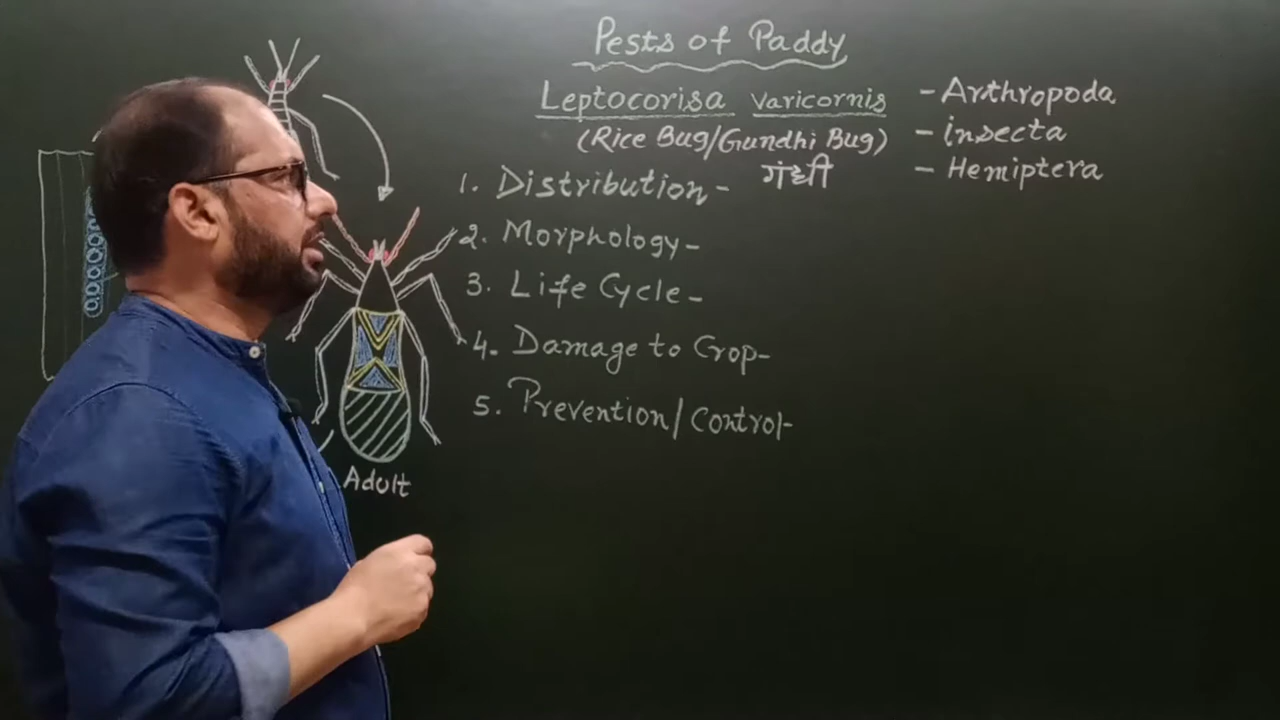 Pests of Paddy
Leptocorisa varicornis
(Rice Bug/Gundhi Bug)
गंधी
- Arthropoda
- insecta
- Hemiptera
1. Distribution-
2. Morphology-
3. Life Cycle-
4. Damage to Crop-
5. Prevention/Control-
Adult